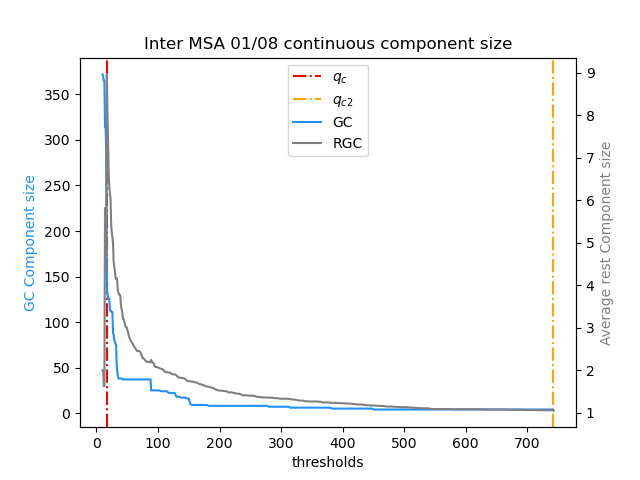 Inter MSA 01/08 continuous component size
q_c
q_{c2}
GC
RGC
350
300
250
200
150
100
50
0
GC Component size
9
8
7
6
5
4
3
2
1
Average rest Component size
0 100 200 300 400 500 600 700
thresholds